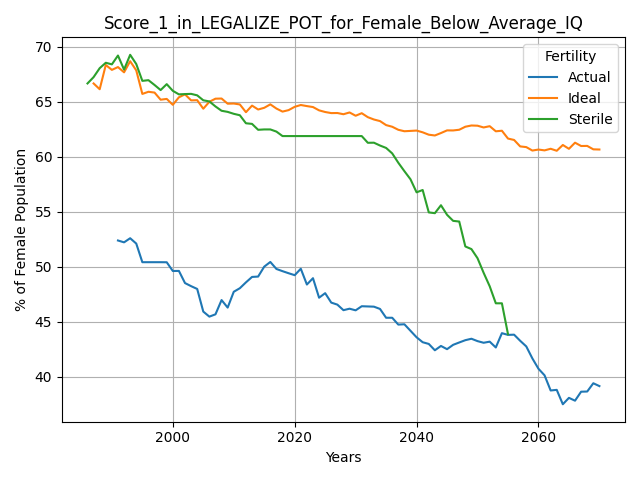 Score_1_in_LEGALIZE_POT_for_Female_Below_Average_IQ
Fertility
Actual
Ideal
Sterile
% of Female Population
70
65
60
55
50
45
40
2000
2020
2040
2060
Years